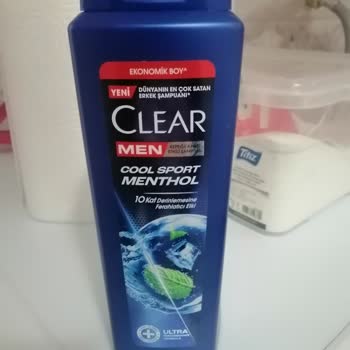 EKONOMİK BOY^
YENİ
DÜNYANIN EN ÇOK SATAN
ERKEK ŞAMPUANI*
CLEAR
MEN
COOL SPORT
MENTHOL
10 Kat Derinlemesine
Ferahlatıcı Etki
ULTRA
Titiz